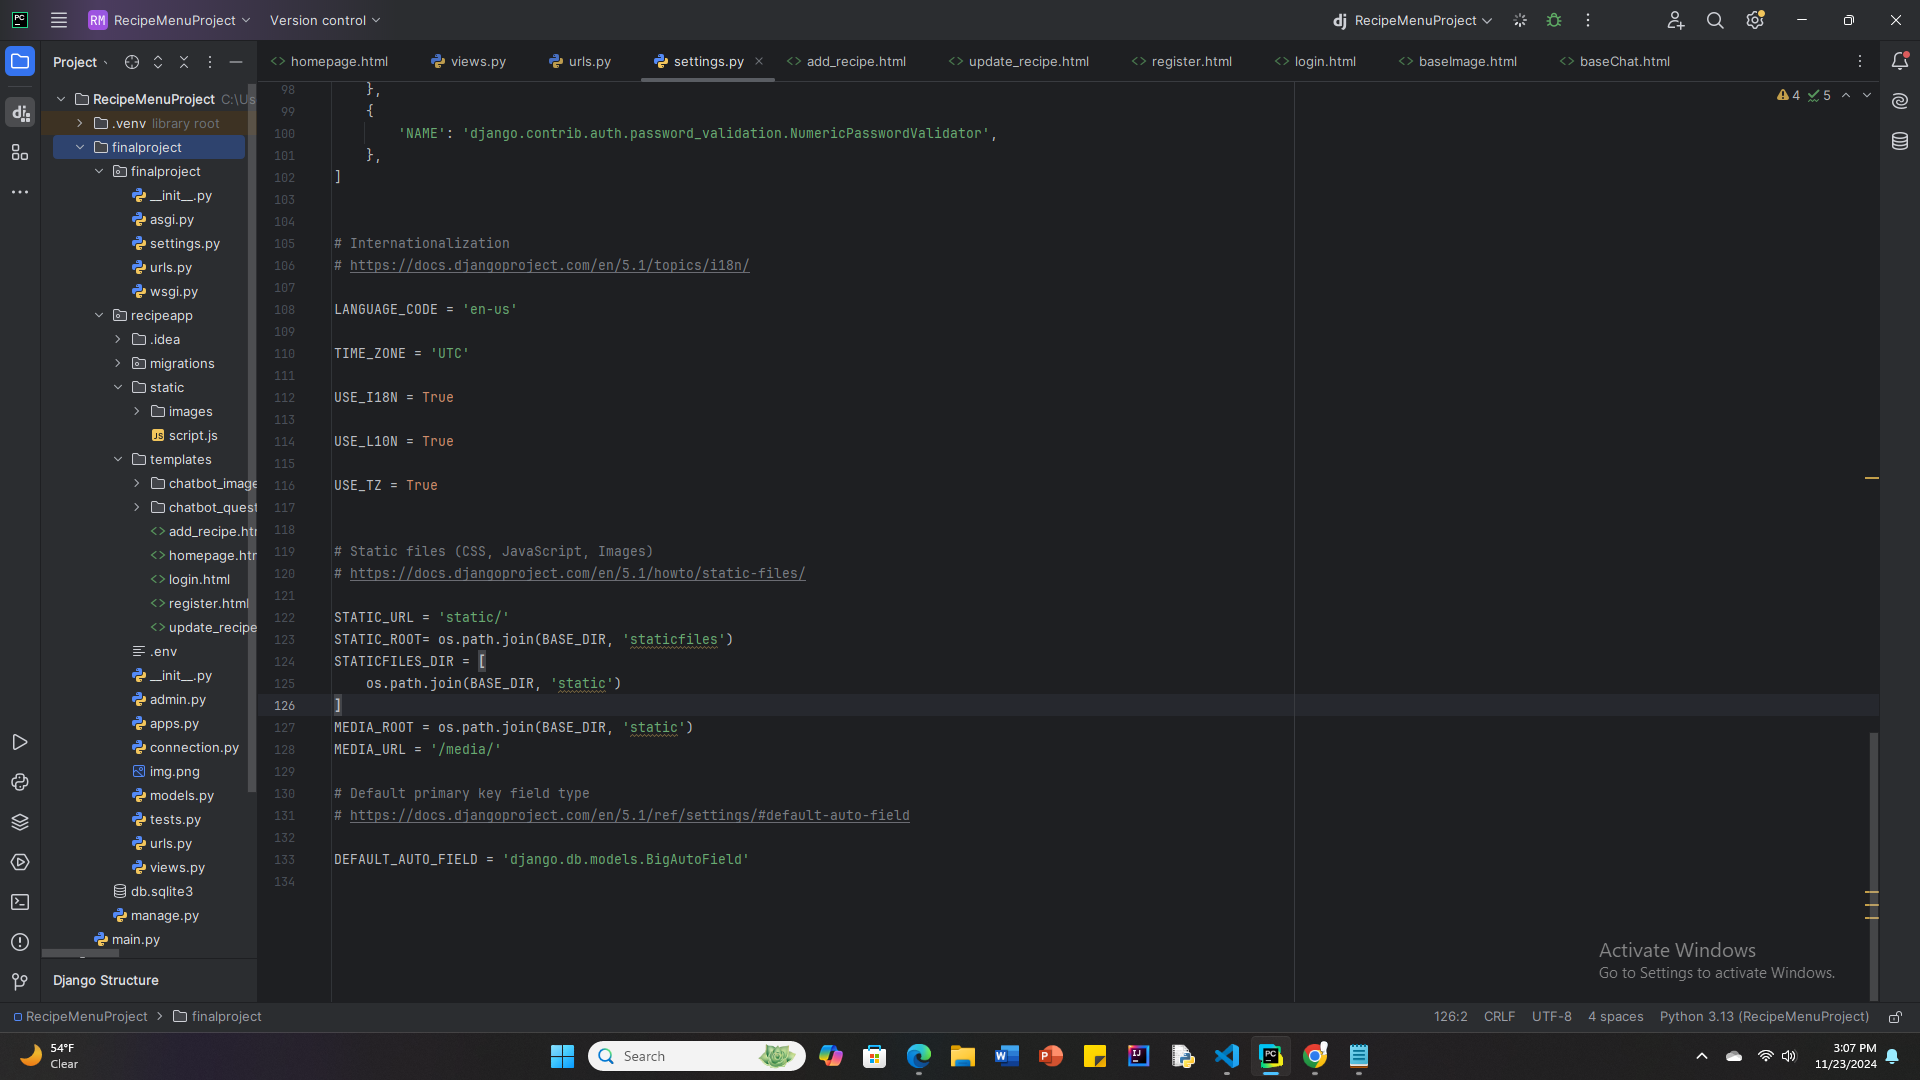 PC RM RecipeMenuProject Version control dj RecipeMenuProject
Project
homepage.html views.py urls.py settings.py add_recipe.html update_recipe.html register.html login.html baseImage.html baseChat.html
RecipeMenuProject C:\Us
.venv library root
finalproject
finalproject
__init__.py
asgi.py
settings.py
urls.py
wsgi.py
recipeapp
.idea
migrations
static
images
JS script.js
templates
chatbot_image
chatbot_quest
add_recipe.htm
homepage.htm
login.html
register.html
update_recipe
.env
__init__.py
admin.py
apps.py
connection.py
img.png
models.py
tests.py
urls.py
views.py
db.sqlite3
manage.py
main.py
Django Structure
4 5
98 },
99 {
100 'NAME': 'django.contrib.auth.password_validation.NumericPasswordValidator',
101 },
102 ]
103
104
105 # Internationalization
106 # https://docs.djangoproject.com/en/5.1/topics/i18n/
107
108 LANGUAGE_CODE = 'en-us'
109
110 TIME_ZONE = 'UTC'
111
112 USE_I18N = True
113
114 USE_L10N = True
115
116 USE_TZ = True
117
118
119 # Static files (CSS, JavaScript, Images)
120 # https://docs.djangoproject.com/en/5.1/howto/static-files/
121
122 STATIC_URL = 'static/'
123 STATIC_ROOT= os.path.join(BASE_DIR, 'staticfiles')
124 STATICFILES_DIR = [
125 os.path.join(BASE_DIR, 'static')
126 ]
127 MEDIA_ROOT = os.path.join(BASE_DIR, 'static')
128 MEDIA_URL = '/media/'
129
130 # Default primary key field type
131 # https://docs.djangoproject.com/en/5.1/ref/settings/#default-auto-field
132
133 DEFAULT_AUTO_FIELD = 'django.db.models.BigAutoField'
134
Activate Windows
Go to Settings to activate Windows.
RecipeMenuProject > finalproject 126:2 CRLF UTF-8 4 spaces Python 3.13 (RecipeMenuProject)
54°F
Clear
Search
3:07 PM
11/23/2024